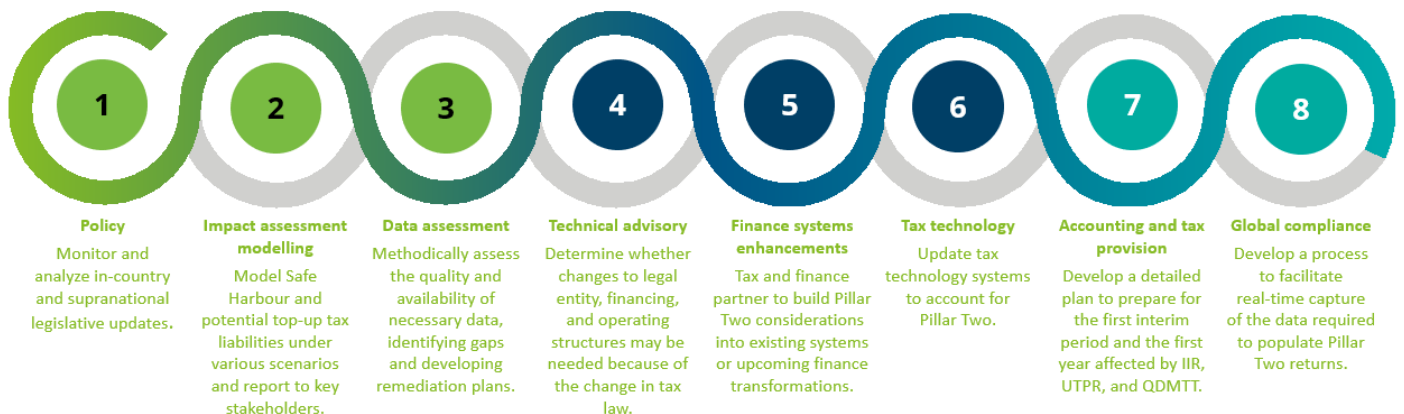 1
Policy
Monitor and
analyze in-country
and supranational
legislative updates.
2
Impact assessment
modelling
Model Safe
Harbour and
potential top-up tax
liabilities under
various scenarios
and report to key
stakeholders.
3
Data assessment
Methodically assess
the quality and
availability of
necessary data,
identifying gaps
and developing
remediation plans.
4
Technical advisory
Determine whether
changes to legal
entity, financing,
and operating
structures may be
needed because of
the change in tax
law.
5
Finance systems
enhancements
Tax and finance
partner to build Pillar
Two considerations
into existing systems
or upcoming finance
transformations.
6
Tax technology
Update tax
technology systems
to account for
Pillar Two.
7
Accounting and tax
provision
Develop a detailed
plan to prepare for
the first interim
period and the first
year affected by IIR,
UTPR, and QDMTT.
8
Global compliance
Develop a process
to facilitate
real-time capture
of the data required
to populate Pillar
Two returns.